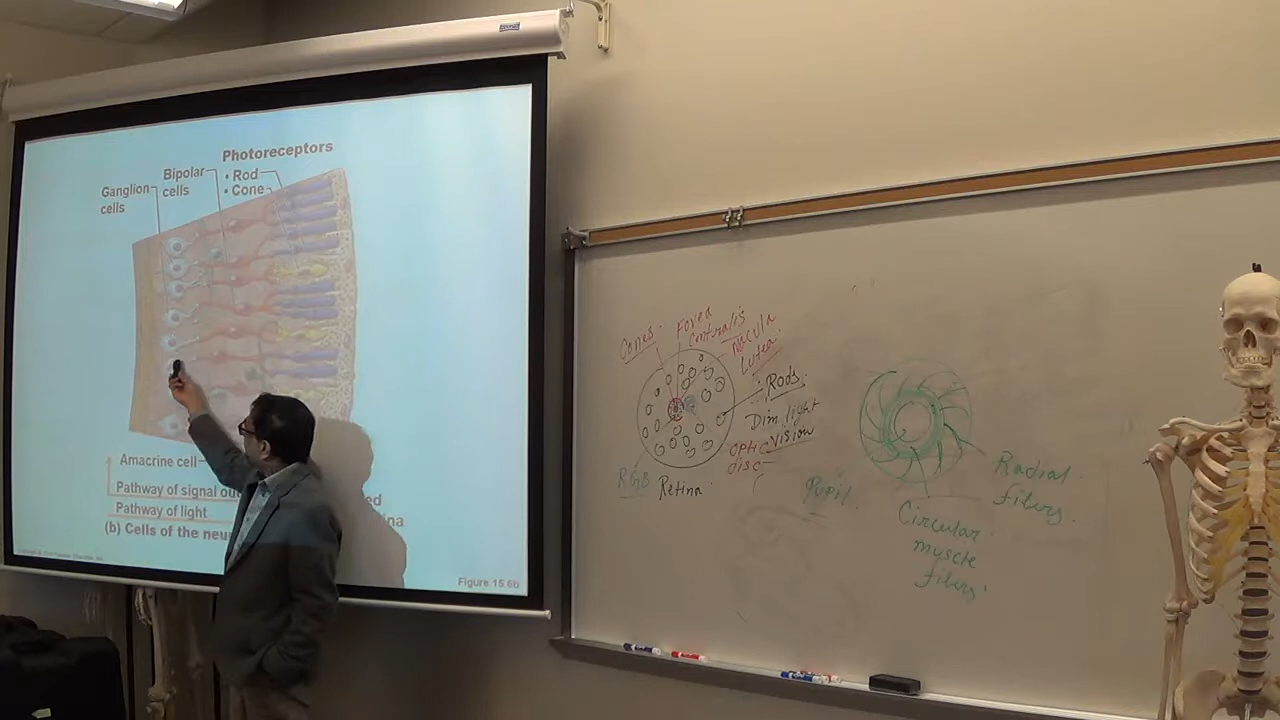 Photoreceptors
• Rod
• Cone
Bipolar
cells
Ganglion
cells
Amacrine cell
Pathway of signal ou
Pathway of light
(b) Cells of the neu
Figure 15.6b
Cones.
Fovea
Centralis
Macula
Lutea.
Rods.
Dim light
vision
optic
disc
RGB
Retina.
Pupil.
Radial.
fibers.
Circular.
muscle
fibers.